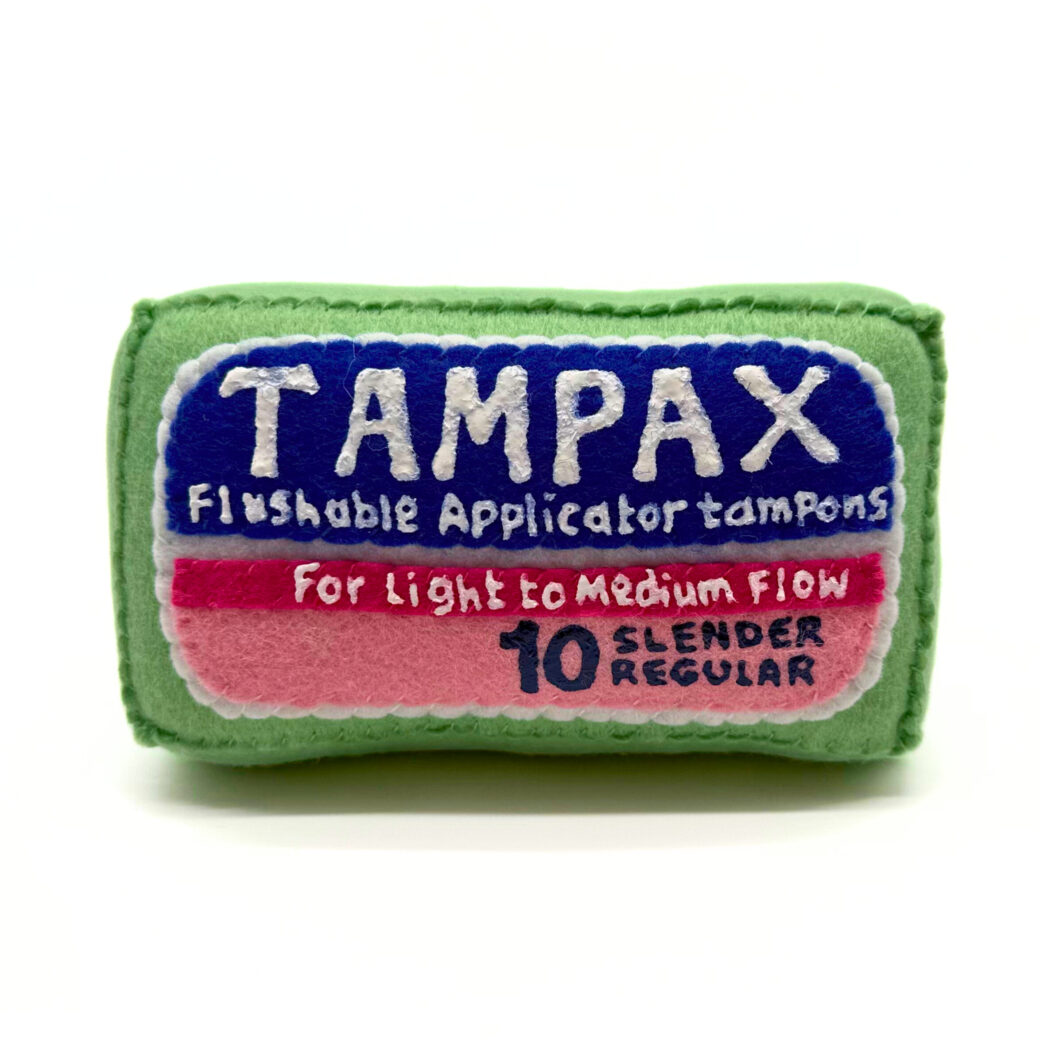 TAMPAX
Flushable Applicator tampons
For Light to Medium Flow
10 SLENDER
REGULAR